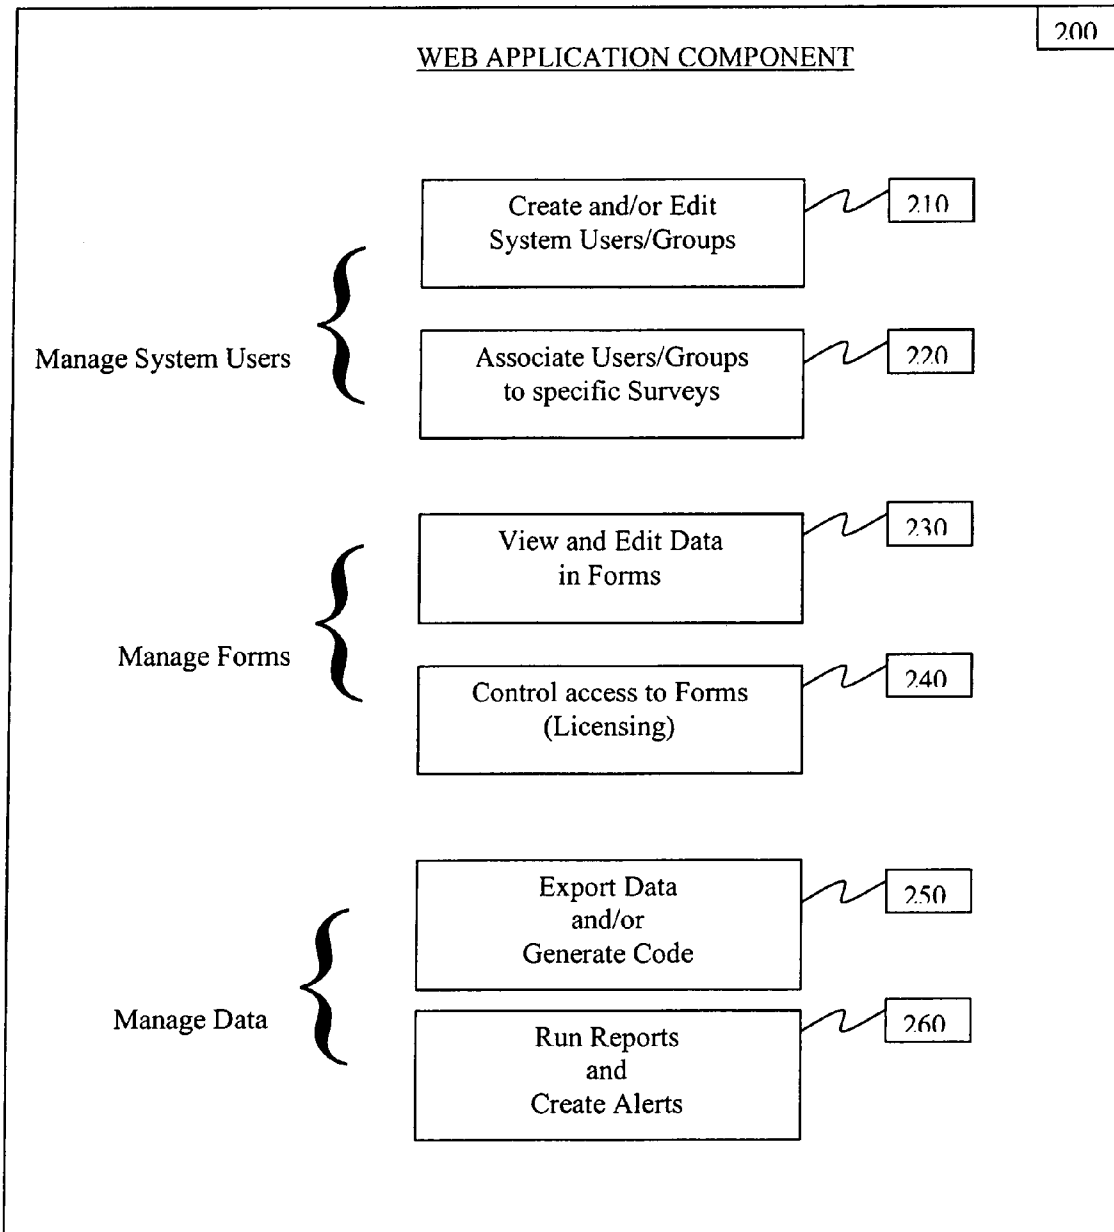 200
WEB APPLICATION COMPONENT
Create and/or Edit
System Users/Groups
210
Manage System Users
Associate Users/Groups
to specific Surveys
220
View and Edit Data
in Forms
230
Manage Forms
Control access to Forms
(Licensing)
240
Export Data
and/or
Generate Code
250
Manage Data
Run Reports
and
Create Alerts
260